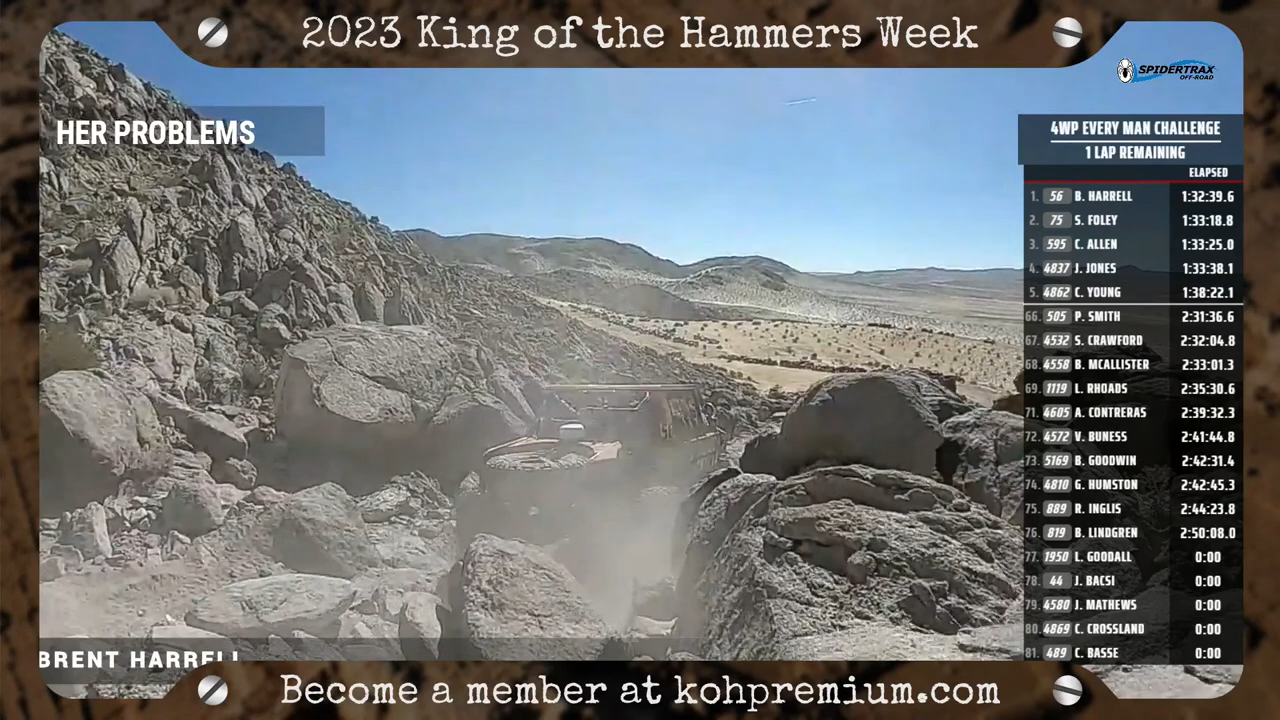 2023 King of the Hammers Week
SPIDERTRAX
OFF-ROAD
HER PROBLEMS
4WP EVERY MAN CHALLENGE
1 LAP REMAINING
ELAPSED
1. 56 B. HARRELL 1:32:39.6
2. 75 S. FOLEY 1:33:18.8
3. 595 C. ALLEN 1:33:25.0
4. 4837 J. JONES 1:33:38.1
5. 4862 C. YOUNG 1:38:22.1
66. 505 P. SMITH 2:31:36.6
67. 4532 S. CRAWFORD 2:32:04.8
68. 4558 B. MCALLISTER 2:33:01.3
69. 1119 L. RHOADS 2:35:30.6
71. 4605 A. CONTRERAS 2:39:32.3
72. 4572 V. BUNESS 2:41:44.8
73. 5169 B. GOODWIN 2:42:31.4
74. 4810 G. HUMSTON 2:42:45.3
75. 889 R. INGLIS 2:44:23.8
76. 819 B. LINDGREN 2:50:08.0
77. 1950 L. GOODALL 0:00
78. 44 J. BACSI 0:00
79. 4580 J. MATHEWS 0:00
80. 4869 C. CROSSLAND 0:00
81. 489 C. BASSE 0:00
BRENT HARRELL
Become a member at kohpremium.com